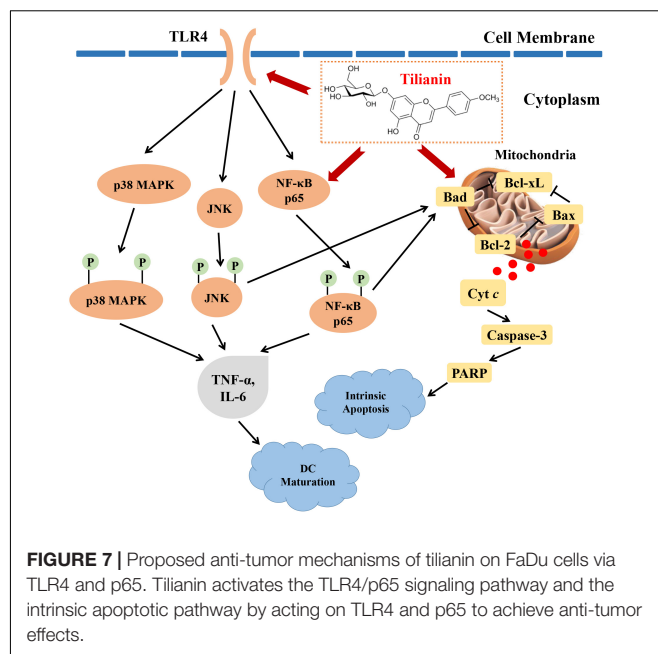 TLR4
Cell Membrane
Tilianin
Cytoplasm
HO
HO
HO
OH
O
O
O
OH
O
OCH₃
Mitochondria
p38 MAPK
JNK
NF-κB
p65
Bad
Bcl-xL
Bax
Bcl-2
P
P
P
P
P
P
p38 MAPK
JNK
NF-κB
p65
Cyt c
Caspase-3
PARP
TNF-α,
IL-6
Intrinsic
Apoptosis
DC
Maturation
FIGURE 7 | Proposed anti-tumor mechanisms of tilianin on FaDu cells via
TLR4 and p65. Tilianin activates the TLR4/p65 signaling pathway and the
intrinsic apoptotic pathway by acting on TLR4 and p65 to achieve anti-tumor
effects.